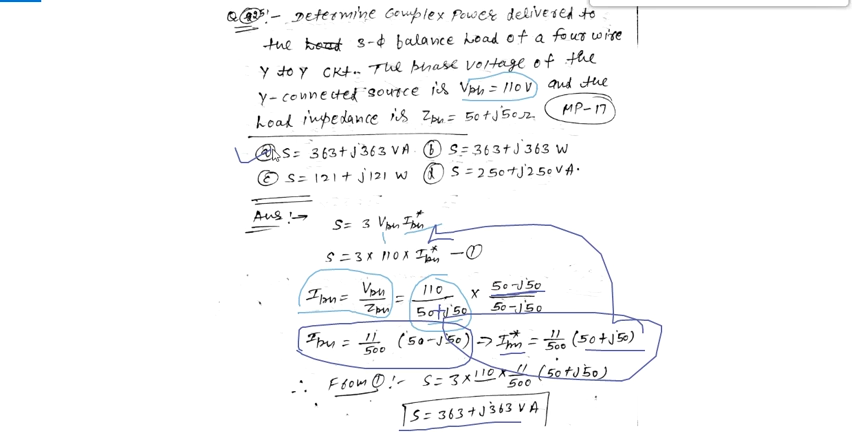 Q 925:- Determine Complex Power delivered to
the 3-ϕ balance Load of a four wire
Y to Y CKt.. The phase voltage of the
Y-connected source is Vph = 110V and the
Load impedance is Zph = 50+j50Ω. MP-17
ⓐ S = 363+j363 VA ⓑ S = 363+j363 W
ⓒ S = 121 + j121 W ⓓ S = 250+j250 VA.
Ans:→ S = 3 Vph Iph*
S = 3 × 110 × Iph* —①
Iph = Vph/Zph = 110/(50+j50) × (50-j50)/(50-j50)
Iph = 11/500 (50-j50) → Iph* = 11/500 (50+j50)
∴ From ①:- S = 3×110×11/500 (50+j50)
S = 363+j363 VA